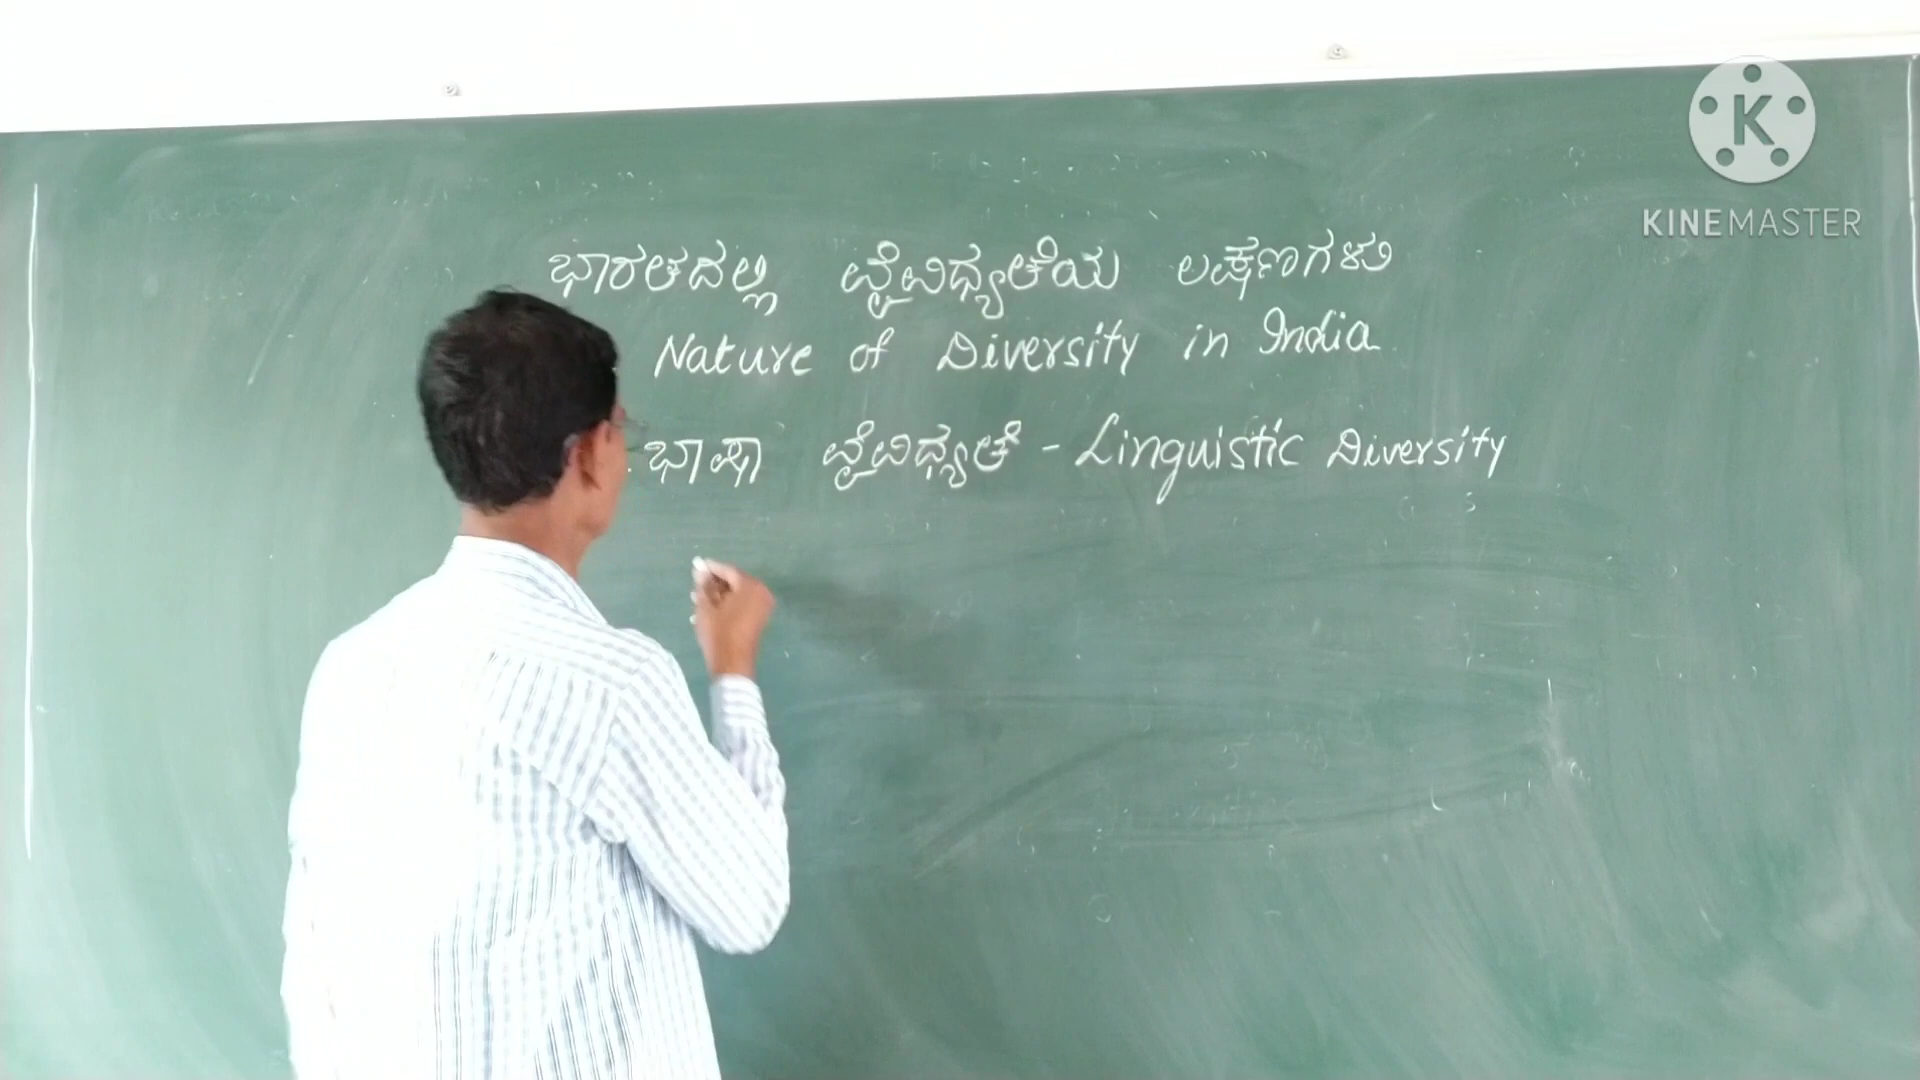 K
KINEMASTER
ಭಾರತದಲ್ಲಿ ವೈವಿಧ್ಯತೆಯ ಲಕ್ಷಣಗಳು
Nature of Diversity in India
ಭಾಷಾ ವೈವಿಧ್ಯತೆ - Linguistic Diversity